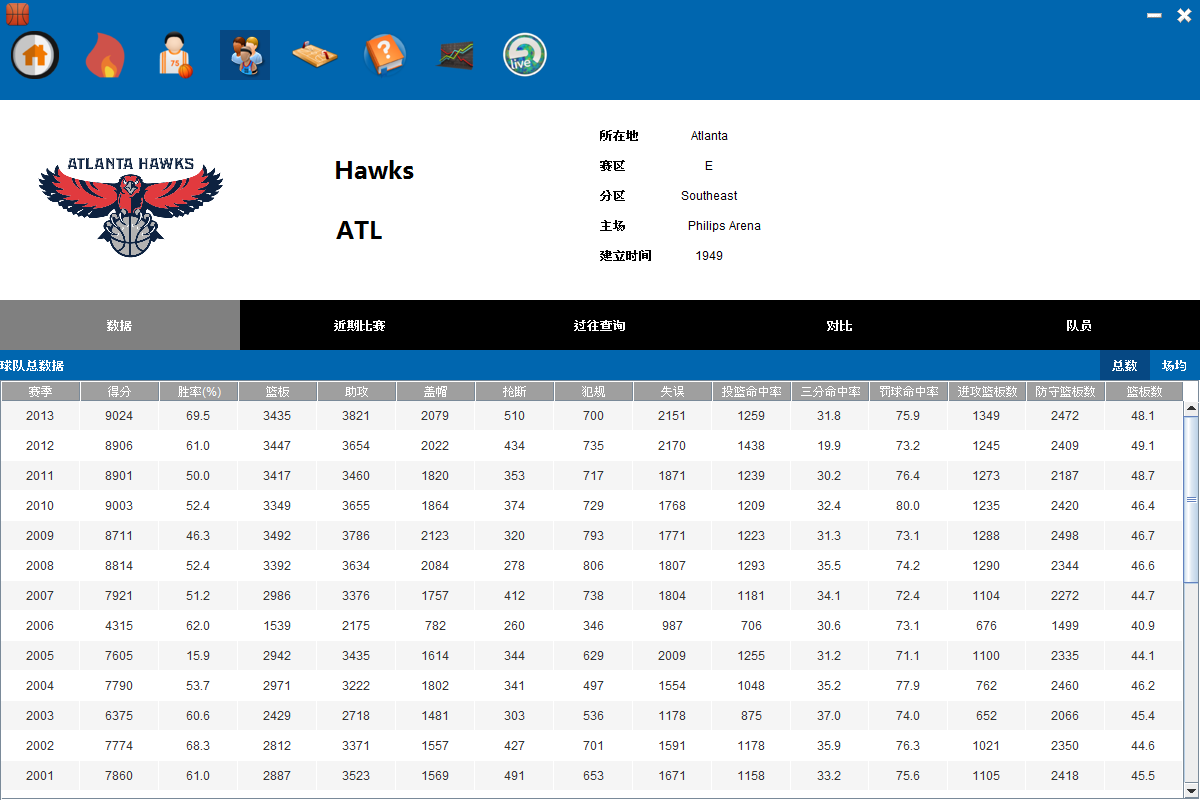 75
?
live
ATLANTA HAWKS
Hawks
ATL
所在地 Atlanta
赛区 E
分区 Southeast
主场 Philips Arena
建立时间 1949
数据 近期比赛 过往查询 对比 队员
球队总数据 总数 场均
赛季 得分 胜率(%) 篮板 助攻 盖帽 抢断 犯规 失误 投篮命中率 三分命中率 罚球命中率 进攻篮板数 防守篮板数 篮板数
2013 9024 69.5 3435 3821 2079 510 700 2151 1259 31.8 75.9 1349 2472 48.1
2012 8906 61.0 3447 3654 2022 434 735 2170 1438 19.9 73.2 1245 2409 49.1
2011 8901 50.0 3417 3460 1820 353 717 1871 1239 30.2 76.4 1273 2187 48.7
2010 9003 52.4 3349 3655 1864 374 729 1768 1209 32.4 80.0 1235 2420 46.4
2009 8711 46.3 3492 3786 2123 320 793 1771 1223 31.3 73.1 1288 2498 46.7
2008 8814 52.4 3392 3634 2084 278 806 1807 1293 35.5 74.2 1290 2344 46.6
2007 7921 51.2 2986 3376 1757 412 738 1804 1181 34.1 72.4 1104 2272 44.7
2006 4315 62.0 1539 2175 782 260 346 987 706 30.6 73.1 676 1499 40.9
2005 7605 15.9 2942 3435 1614 344 629 2009 1255 31.2 71.1 1100 2335 44.1
2004 7790 53.7 2971 3222 1802 341 497 1554 1048 35.2 77.9 762 2460 46.2
2003 6375 60.6 2429 2718 1481 303 536 1178 875 37.0 74.0 652 2066 45.4
2002 7774 68.3 2812 3371 1557 427 701 1591 1178 35.9 76.3 1021 2350 44.6
2001 7860 61.0 2887 3523 1569 491 653 1671 1158 33.2 75.6 1105 2418 45.5